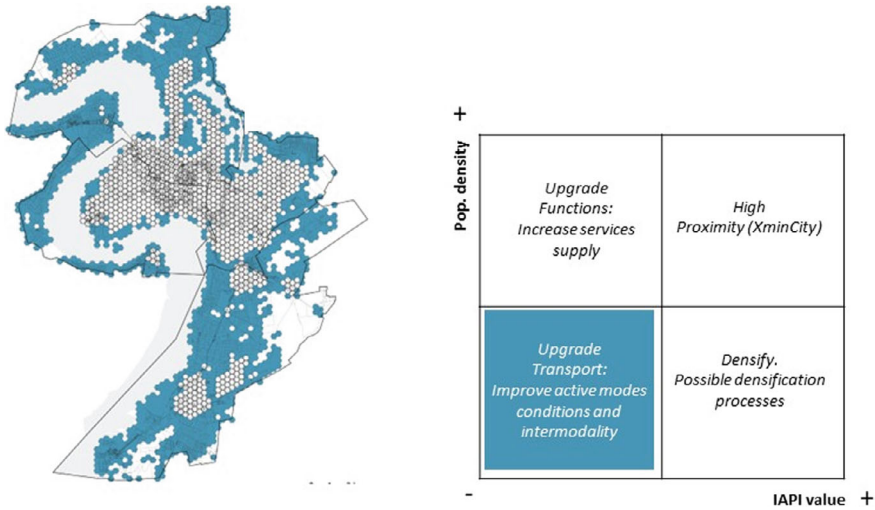 +
Pop. density
Upgrade
Functions:
Increase services
supply
High
Proximity (XminCity)
Upgrade
Transport:
Improve active modes
conditions and
intermodality
Densify.
Possible densification
processes
-
IAPI value
+